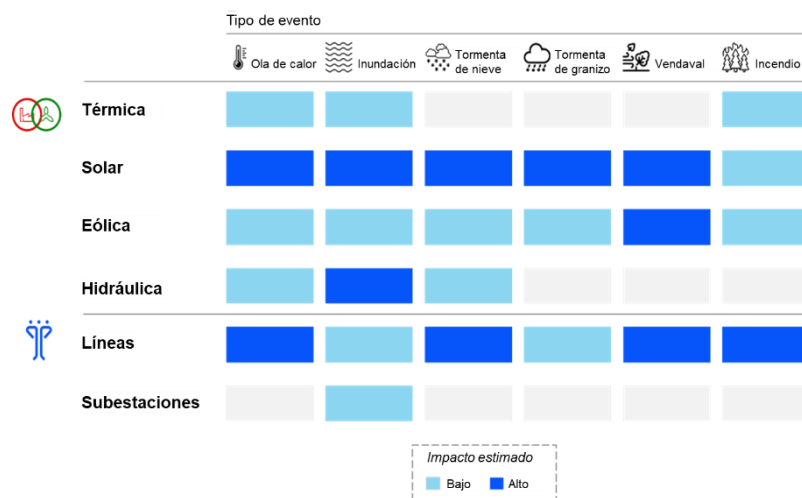 Tipo de evento
Ola de calor
Inundación
Tormenta
de nieve
Tormenta
de granizo
Vendaval
Incendio
Térmica
Solar
Eólica
Hidráulica
Líneas
Subestaciones
Impacto estimado
Bajo
Alto